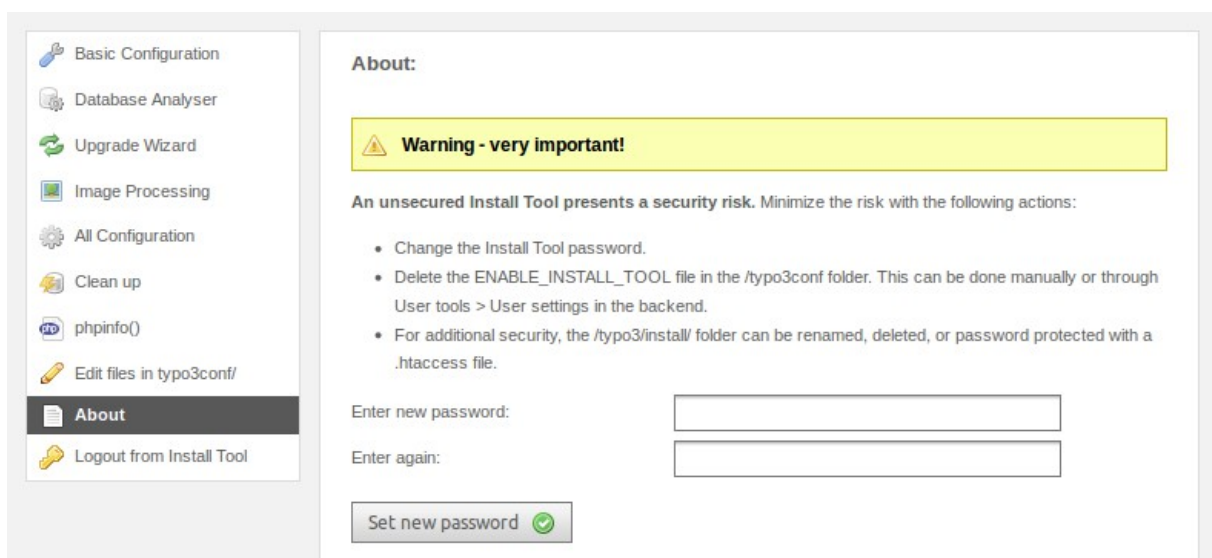 Basic Configuration
Database Analyser
Upgrade Wizard
Image Processing
All Configuration
Clean up
php
phpinfo()
Edit files in typo3conf/
About
Logout from Install Tool
About:
Warning - very important!
An unsecured Install Tool presents a security risk. Minimize the risk with the following actions:
• Change the Install Tool password.
• Delete the ENABLE_INSTALL_TOOL file in the /typo3conf folder. This can be done manually or through
User tools > User settings in the backend.
• For additional security, the /typo3/install/ folder can be renamed, deleted, or password protected with a
.htaccess file.
Enter new password:
Enter again:
Set new password